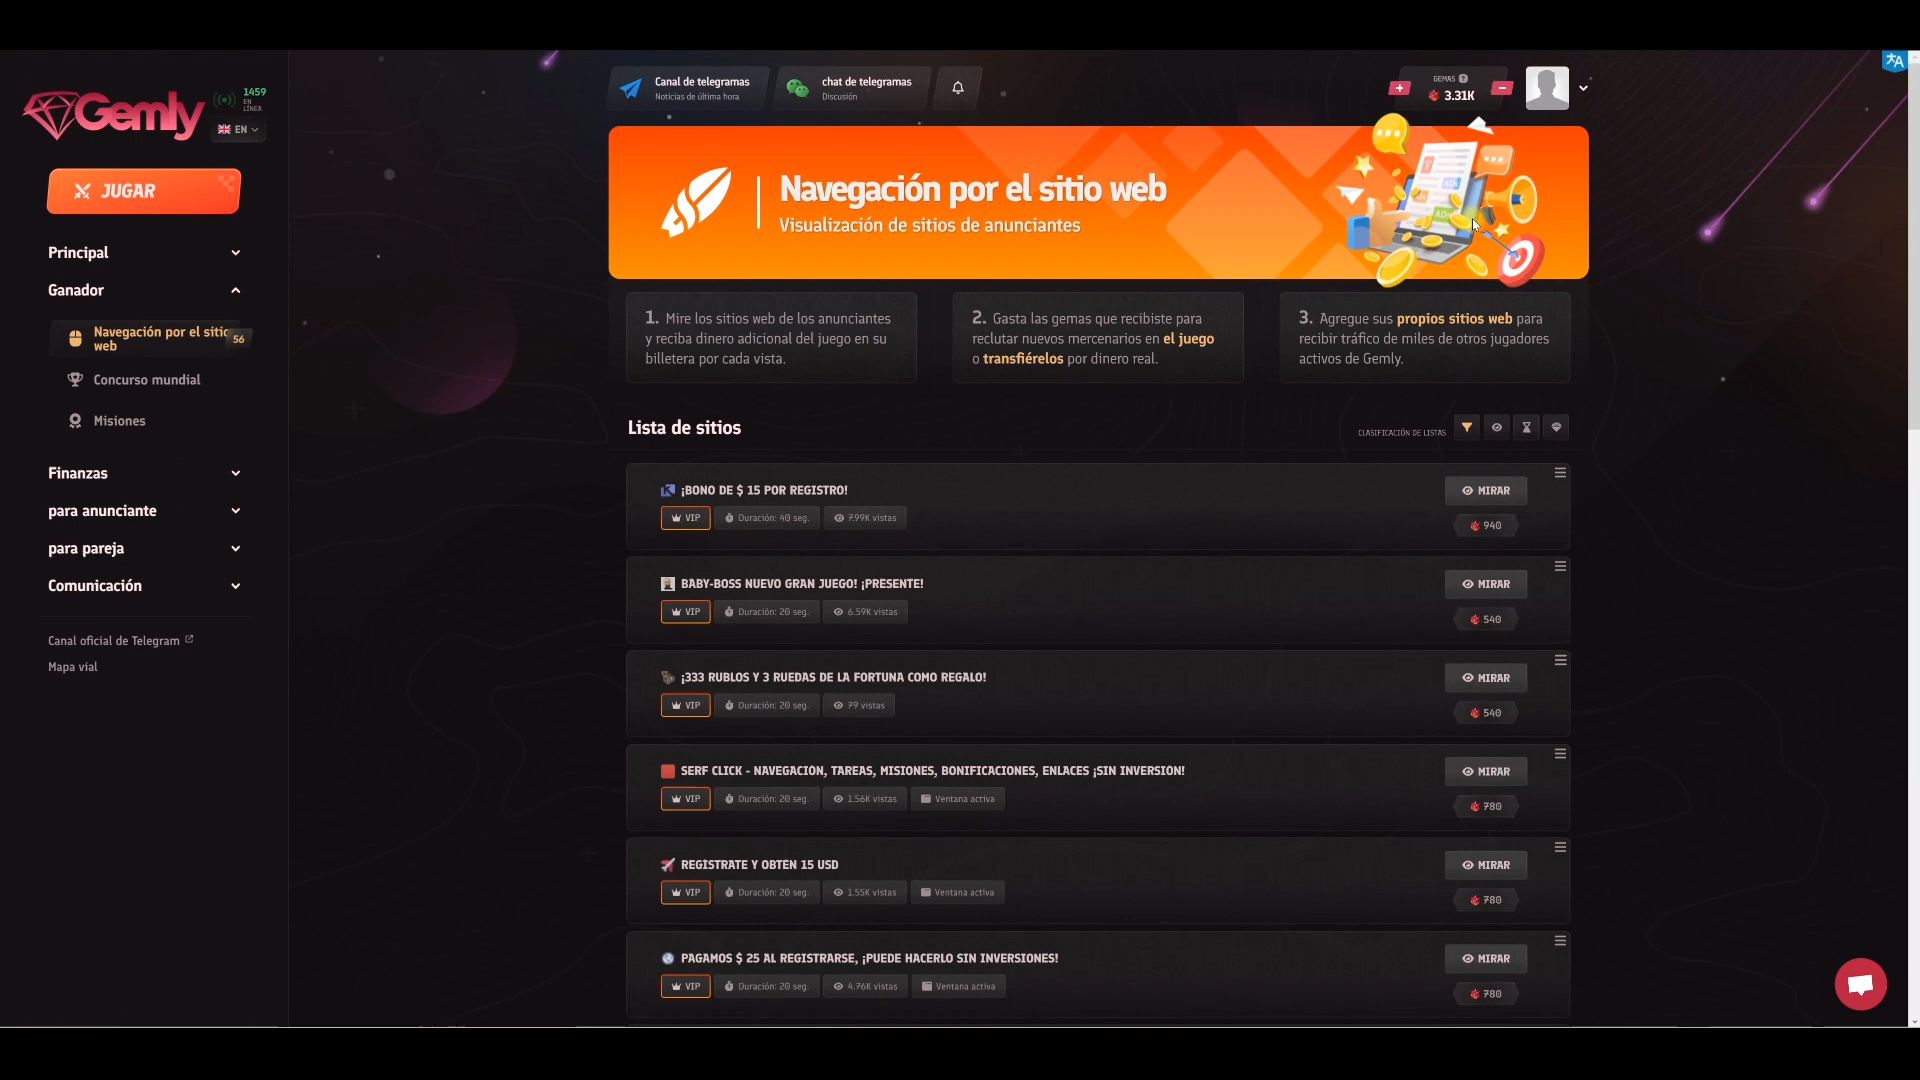 Gemly
1459
EN
LÍNEA
EN
JUGAR
Principal
Ganador
Navegación por el sitio
web
56
Concurso mundial
Misiones
Finanzas
para anunciante
para pareja
Comunicación
Canal oficial de Telegram
Mapa vial
Canal de telegramas
Noticias de última hora
chat de telegramas
Discusión
GEMAS ?
3.31K
Navegación por el sitio web
Visualización de sitios de anunciantes
1. Mire los sitios web de los anunciantes
y reciba dinero adicional del juego en su
billetera por cada vista.
2. Gasta las gemas que recibiste para
reclutar nuevos mercenarios en el juego
o transfiérelos por dinero real.
3. Agregue sus propios sitios web para
recibir tráfico de miles de otros jugadores
activos de Gemly.
Lista de sitios
CLASIFICACIÓN DE LISTAS
¡BONO DE $ 15 POR REGISTRO!
VIP Duración: 40 seg. 7.99K vistas
MIRAR
940
BABY-BOSS NUEVO GRAN JUEGO! ¡PRESENTE!
VIP Duración: 20 seg. 6.59K vistas
MIRAR
540
¡333 RUBLOS Y 3 RUEDAS DE LA FORTUNA COMO REGALO!
VIP Duración: 20 seg. 79 vistas
MIRAR
540
SERF CLICK - NAVEGACIÓN, TAREAS, MISIONES, BONIFICACIONES, ENLACES ¡SIN INVERSIÓN!
VIP Duración: 20 seg. 1.56K vistas Ventana activa
MIRAR
780
REGÍSTRATE Y OBTÉN 15 USD
VIP Duración: 20 seg. 1.55K vistas Ventana activa
MIRAR
780
PAGAMOS $ 25 AL REGISTRARSE, ¡PUEDE HACERLO SIN INVERSIONES!
VIP Duración: 20 seg. 4.76K vistas Ventana activa
MIRAR
780